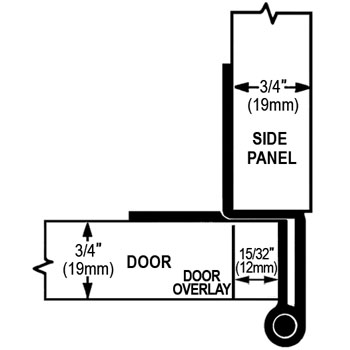 3/4"
(19mm)
SIDE
PANEL
3/4"
(19mm)
DOOR
DOOR
OVERLAY
15/32"
(12mm)